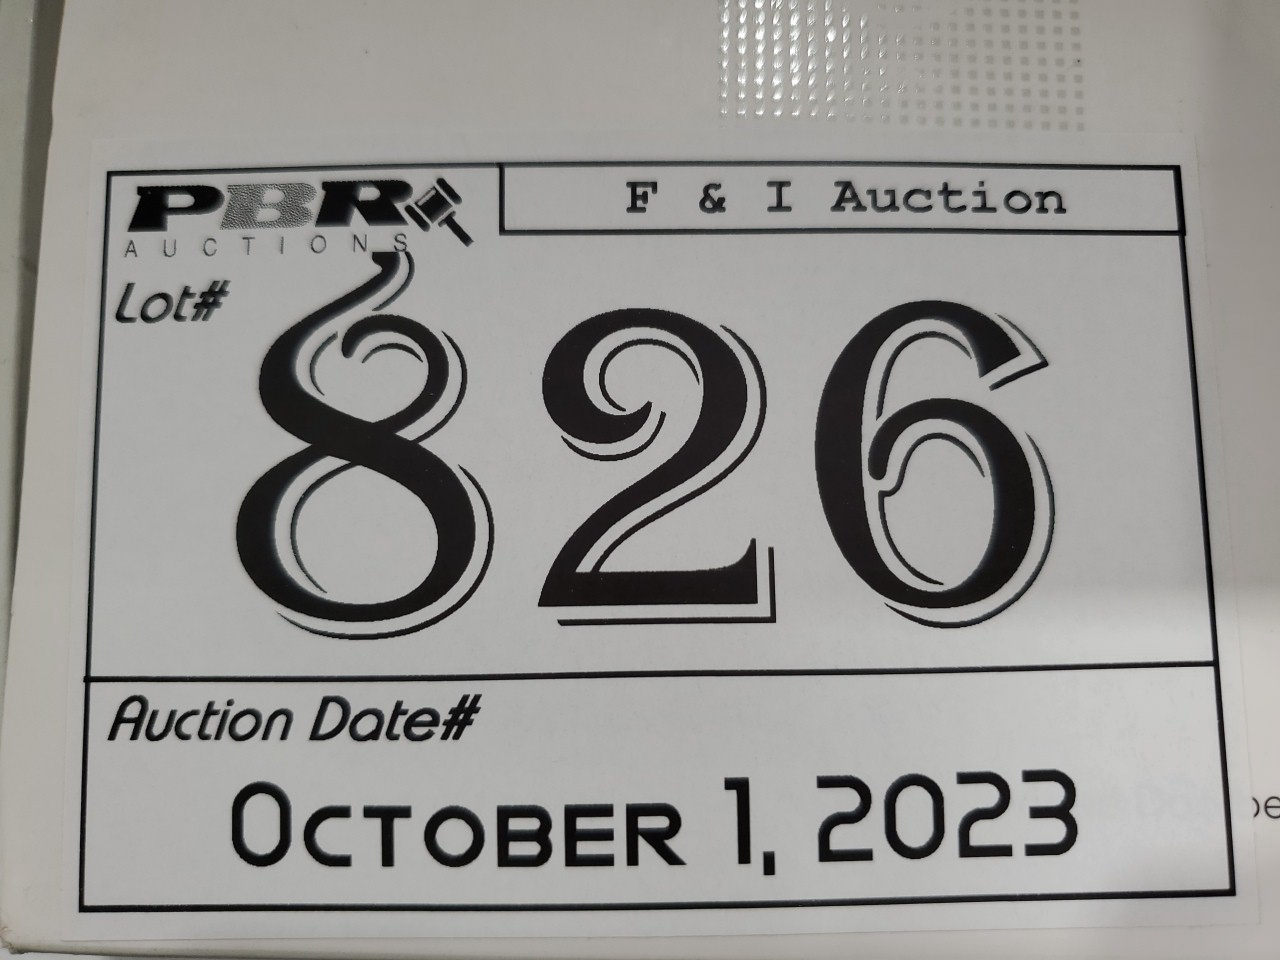 PBR
AUCTIONS
F & I Auction
Lot#
826
Auction Date#
October 1, 2023